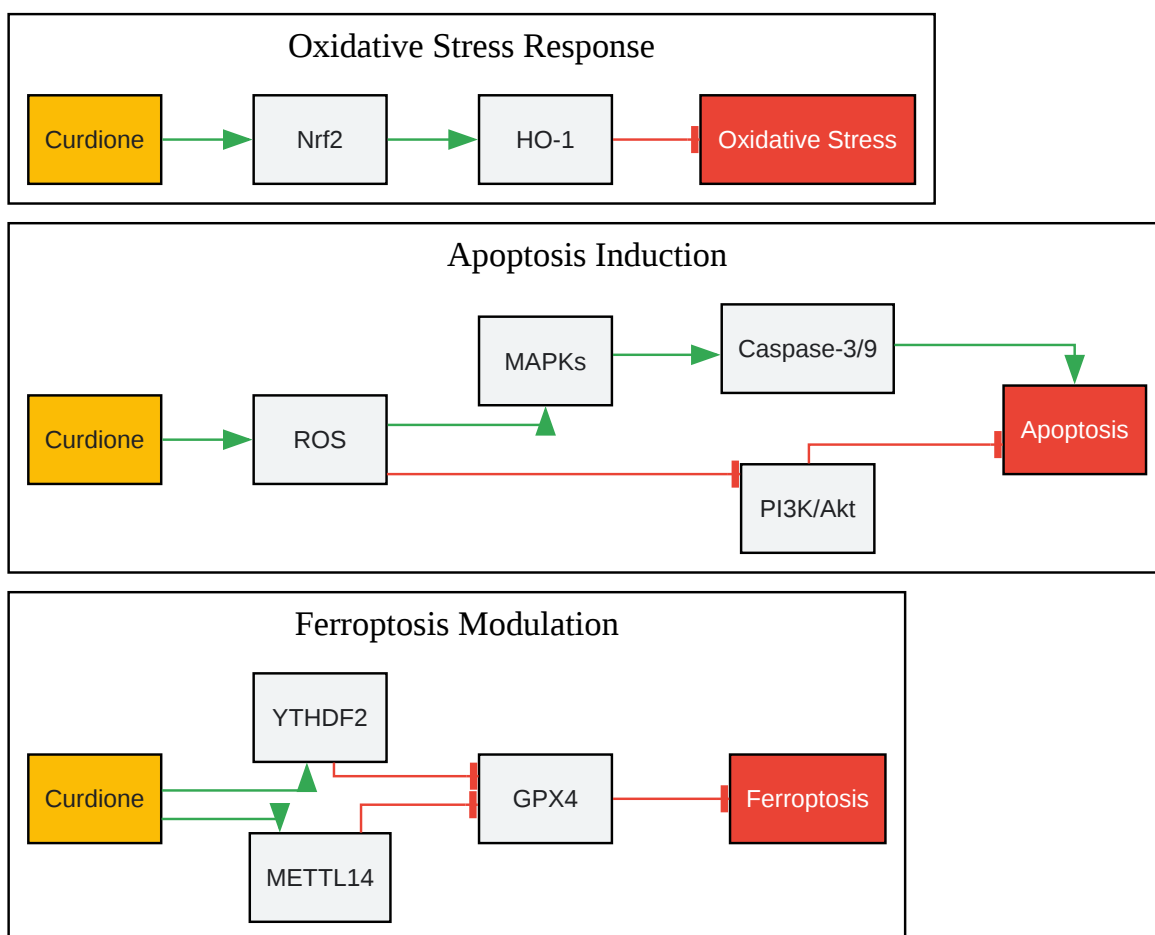 Oxidative Stress Response
Curdione
Nrf2
HO-1
Oxidative Stress
Apoptosis Induction
MAPKs
Caspase-3/9
Curdione
ROS
Apoptosis
PI3K/Akt
Ferroptosis Modulation
YTHDF2
Curdione
GPX4
Ferroptosis
METTL14